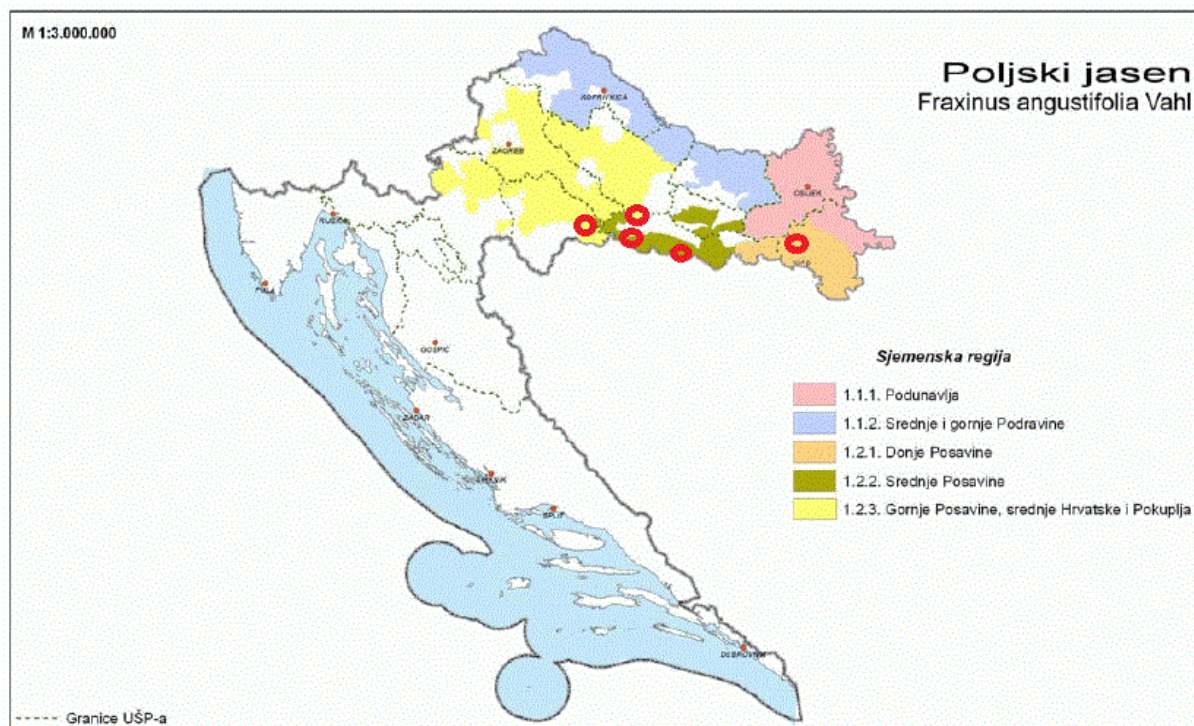 M 1:3.000.000
Poljski jasen
Fraxinus angustifolia Vahl
KOPRIVNICA
ZAGREB
OSIJEK
RIJEKA
PULA
GOSPIĆ
ZADAR
ŠIBENIK
SPLIT
DUBROVNIK
Sjemenska regija
1.1.1. Podunavlja
1.1.2. Srednje i gornje Podravine
1.2.1. Donje Posavine
1.2.2. Srednje Posavine
1.2.3. Gornje Posavine, srednje Hrvatske i Pokuplja
Granice UŠP-a